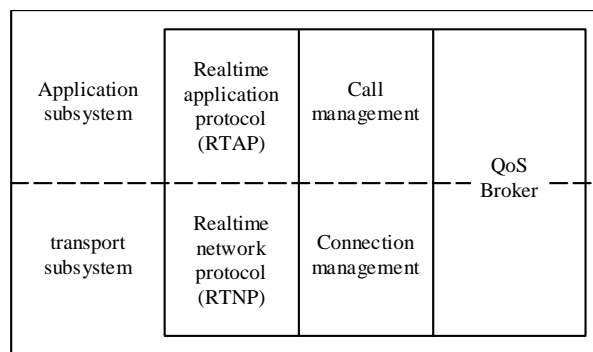 Application
subsystem
Realtime
application
protocol
(RTAP)
Call
management
QoS
Broker
transport
subsystem
Realtime
network
protocol
(RTNP)
Connection
management